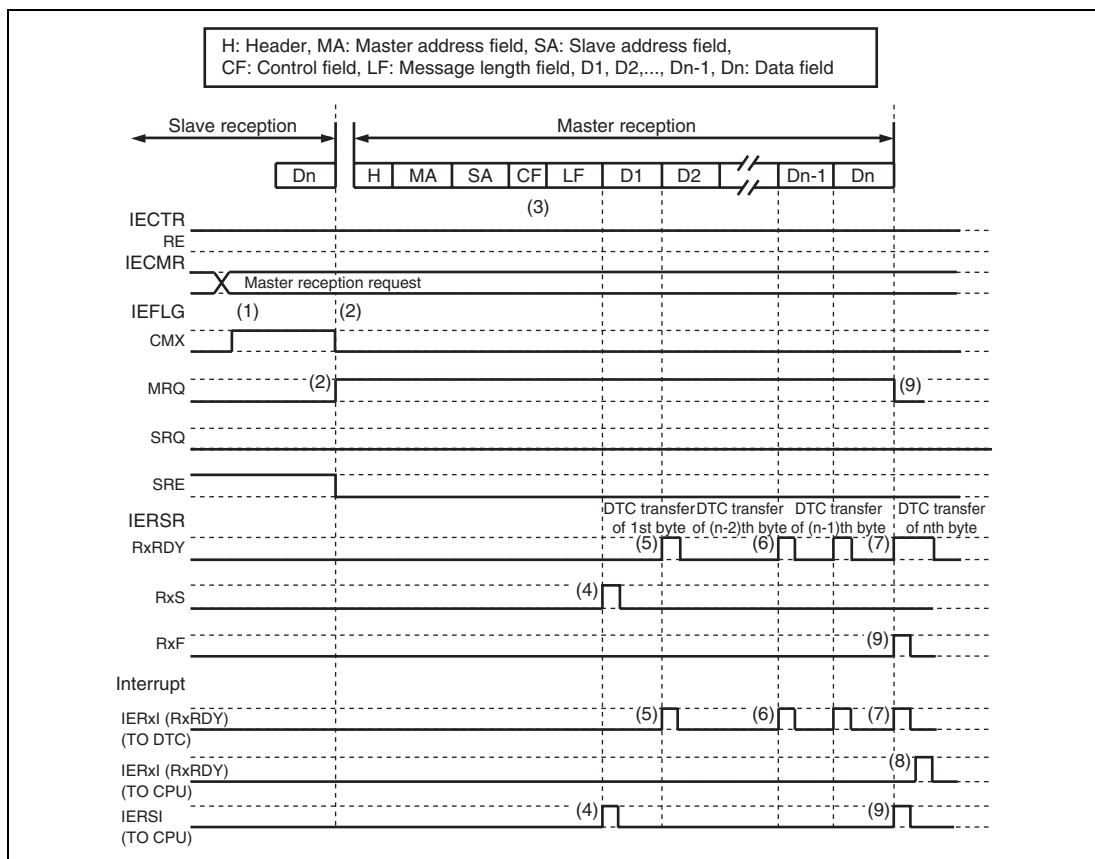 H: Header, MA: Master address field, SA: Slave address field,
CF: Control field, LF: Message length field, D1, D2,..., Dn-1, Dn: Data field
Slave reception
Master reception
Dn H MA SA CF LF D1 D2 Dn-1 Dn
(3)
IECTR
RE
IECMR
Master reception request
IEFLG (1) (2)
CMX
MRQ (2) (9)
SRQ
SRE
IERSR
DTC transfer of 1st byte
DTC transfer of (n-2)th byte
DTC transfer of (n-1)th byte
DTC transfer of nth byte
RxRDY (5) (6) (7)
RxS (4)
RxF (9)
Interrupt
IERxI (RxRDY) (5) (6) (7)
(TO DTC)
(8)
IERxI (RxRDY)
(TO CPU)
IERSI (4) (9)
(TO CPU)